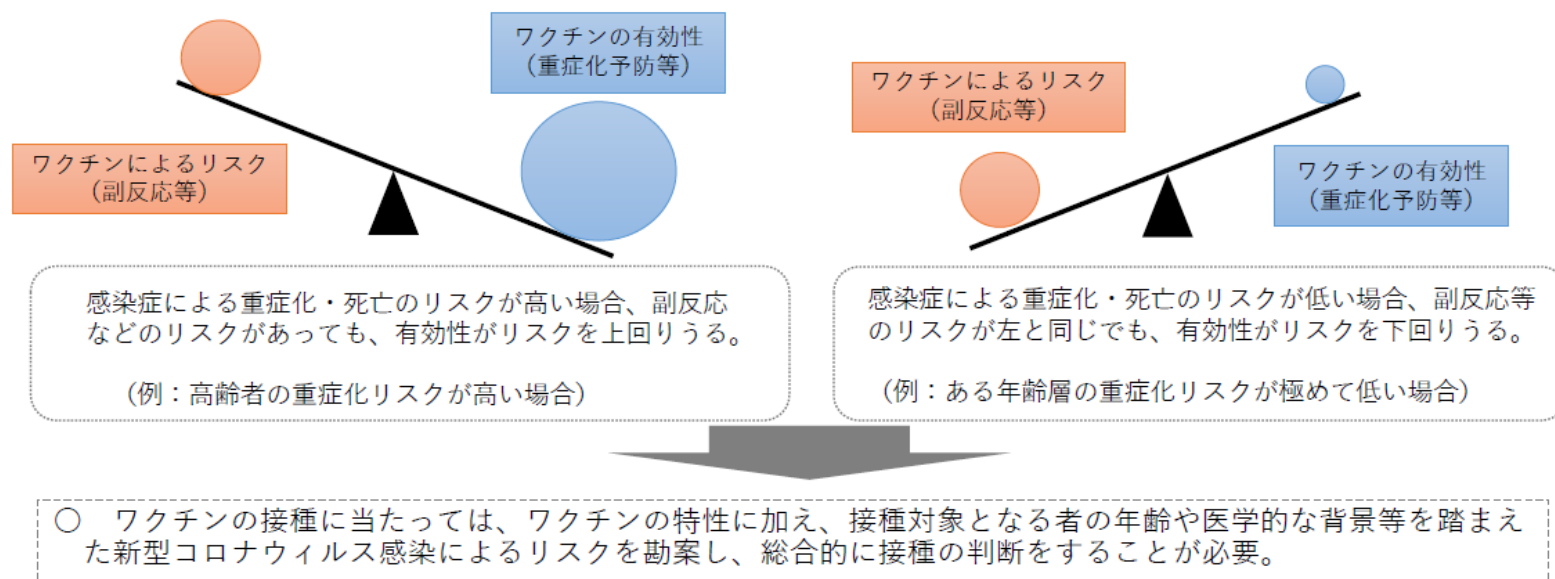 ワクチンの有効性
（重症化予防等）
ワクチンによるリスク
（副反応等）
感染症による重症化・死亡のリスクが高い場合、副反応
などのリスクがあっても、有効性がリスクを上回りうる。
（例：高齢者の重症化リスクが高い場合）
ワクチンによるリスク
（副反応等）
ワクチンの有効性
（重症化予防等）
感染症による重症化・死亡のリスクが低い場合、副反応等
のリスクが左と同じでも、有効性がリスクを下回りうる。
（例：ある年齢層の重症化リスクが極めて低い場合）
○　ワクチンの接種に当たっては、ワクチンの特性に加え、接種対象となる者の年齢や医学的な背景等を踏まえ
た新型コロナウィルス感染によるリスクを勘案し、総合的に接種の判断をすることが必要。